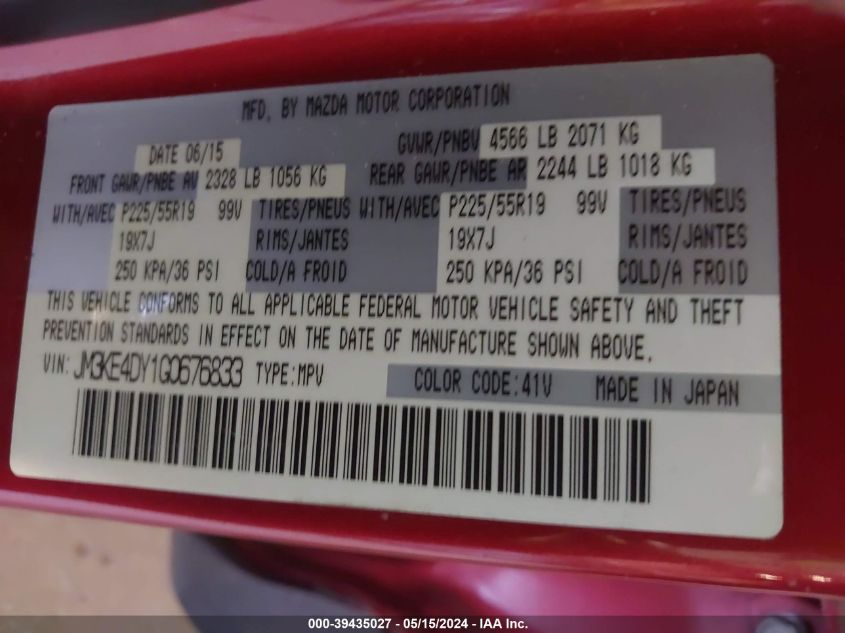 MFD. BY MAZDA MOTOR CORPORATION
DATE 06/15 GVWR/PNBV 4566 LB 2071 KG
FRONT GAWR/PNBE AV 2328 LB 1056 KG REAR GAWR/PNBE AR 2244 LB 1018 KG
WITH/AVEC P225/55R19 99V TIRES/PNEUS WITH/AVEC P225/55R19 99V TIRES/PNEUS
19X7J RIMS/JANTES 19X7J RIMS/JANTES
250 KPA/36 PSI COLD/A FROID 250 KPA/36 PSI COLD/A FROID
THIS VEHICLE CONFORMS TO ALL APPLICABLE FEDERAL MOTOR VEHICLE SAFETY AND THEFT
PREVENTION STANDARDS IN EFFECT ON THE DATE OF MANUFACTURE SHOWN ABOVE.
VIN: JM3KE4DY1G0676833 TYPE:MPV COLOR CODE:41V MADE IN JAPAN
000-39435027 - 05/15/2024 - IAA Inc.